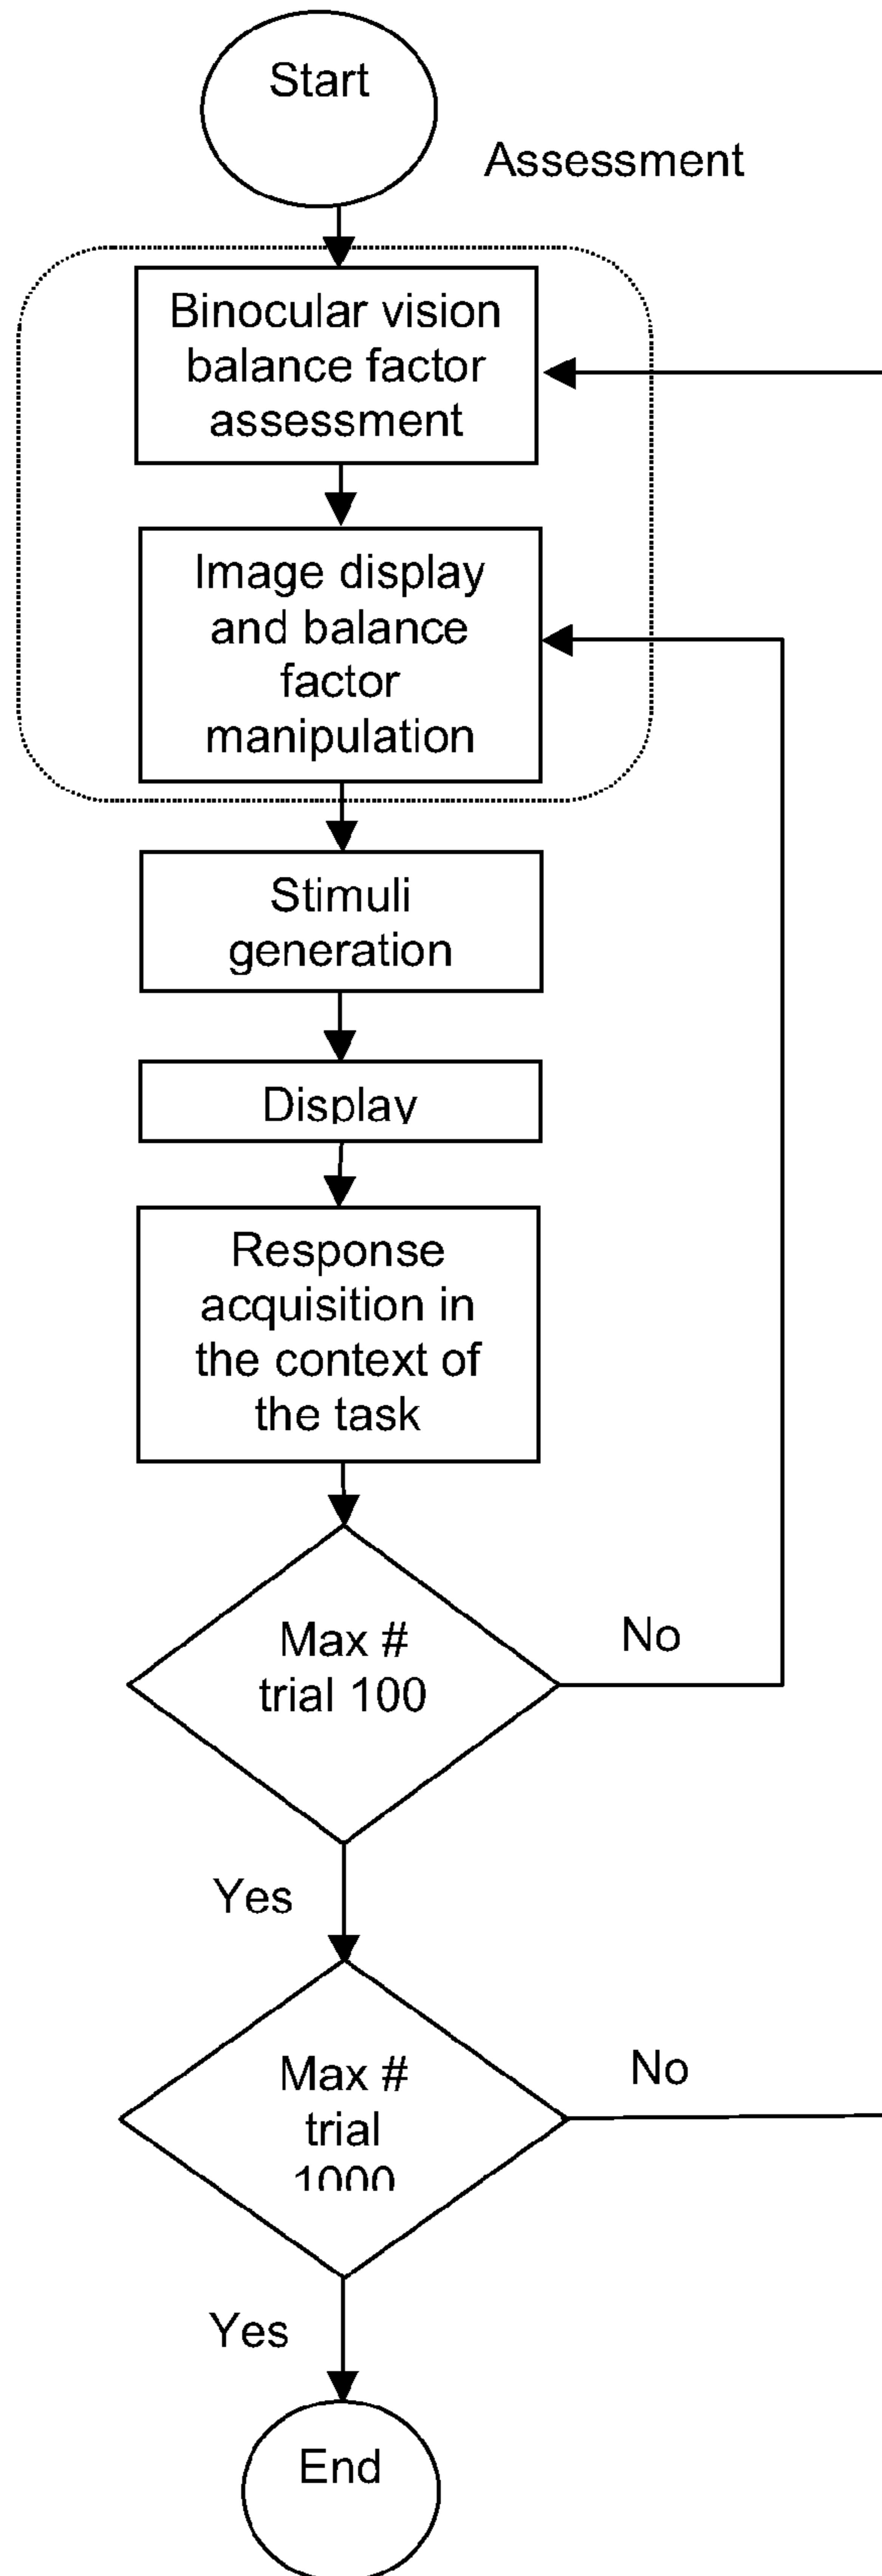 Start
Assessment
Binocular vision
balance factor
assessment
Image display
and balance
factor
manipulation
Stimuli
generation
Display
Response
acquisition in
the context of
the task
Max #
trial 100
No
Yes
Max #
trial
1000
No
Yes
End